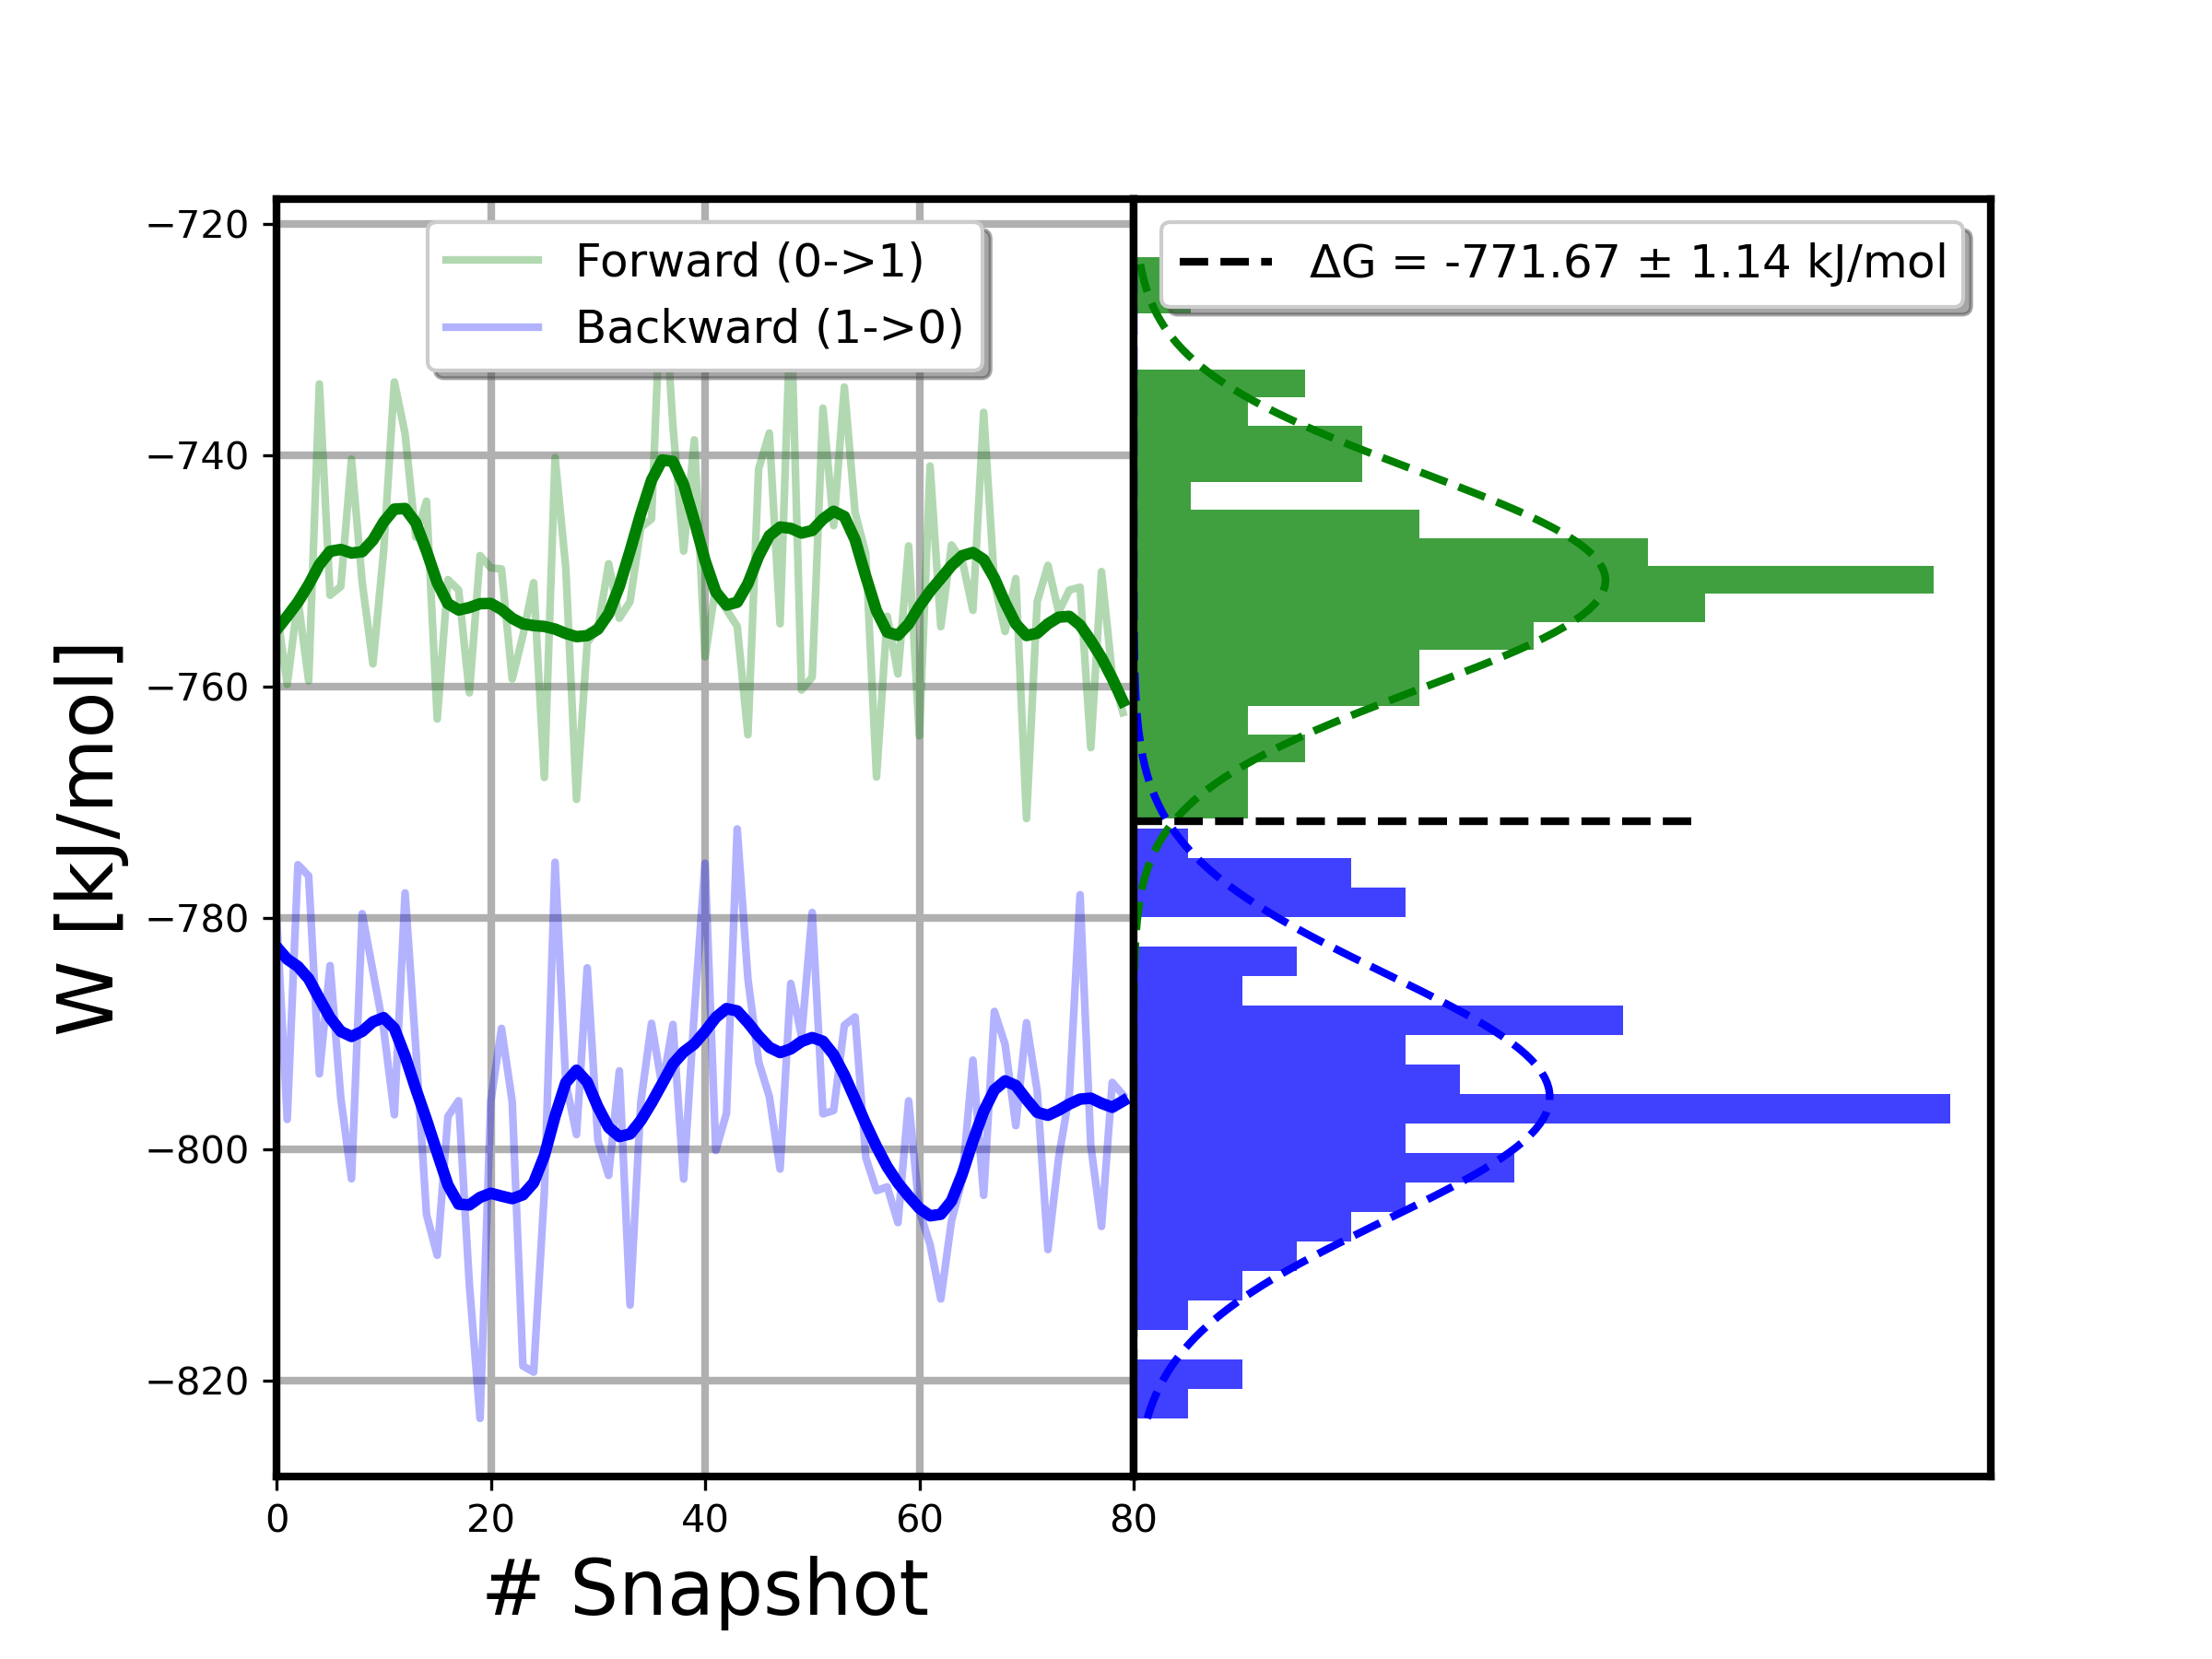 −720
−740
−760
−780
−800
−820
W [kJ/mol]
Forward (0->1)
Backward (1->0)
ΔG = -771.67 ± 1.14 kJ/mol
0 20 40 60 80
# Snapshot